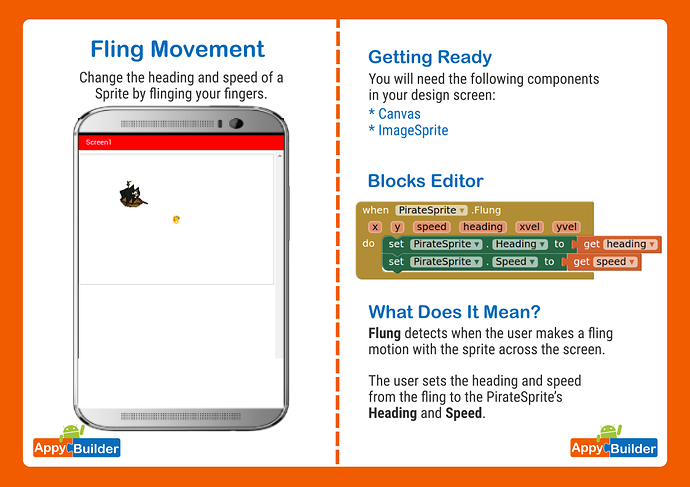 Fling Movement
Change the heading and speed of a
Sprite by flinging your fingers.
Screen1
AppyBuilder
Getting Ready
You will need the following components
in your design screen:
* Canvas
* ImageSprite
Blocks Editor
when PirateSprite .Flung
x y speed heading xvel yvel
do set PirateSprite . Heading to get heading
set PirateSprite . Speed to get speed
What Does It Mean?
Flung detects when the user makes a fling
motion with the sprite across the screen.
The user sets the heading and speed
from the fling to the PirateSprite’s
Heading and Speed.
AppyBuilder